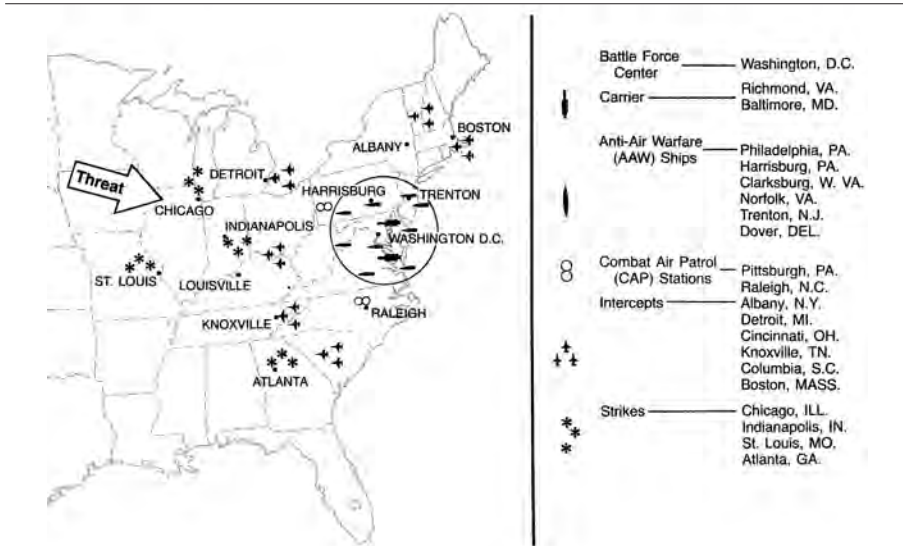 BOSTON
ALBANY
DETROIT
Threat
HARRISBURG
TRENTON
CHICAGO
INDIANAPOLIS
WASHINGTON D.C.
ST. LOUIS
LOUISVILLE
KNOXVILLE
RALEIGH
ATLANTA
Battle Force Center
Washington, D.C.
Carrier
Richmond, VA.
Baltimore, MD.
Anti-Air Warfare
(AAW) Ships
Philadelphia, PA.
Harrisburg, PA.
Clarksburg, W. VA.
Norfolk, VA.
Trenton, N.J.
Dover, DEL.
Combat Air Patrol
(CAP) Stations
Pittsburgh, PA.
Raleigh, N.C.
Intercepts
Albany, N.Y.
Detroit, MI.
Cincinnati, OH.
Knoxville, TN.
Columbia, S.C.
Boston, MASS.
Strikes
Chicago, ILL.
Indianapolis, IN.
St. Louis, MO.
Atlanta, GA.